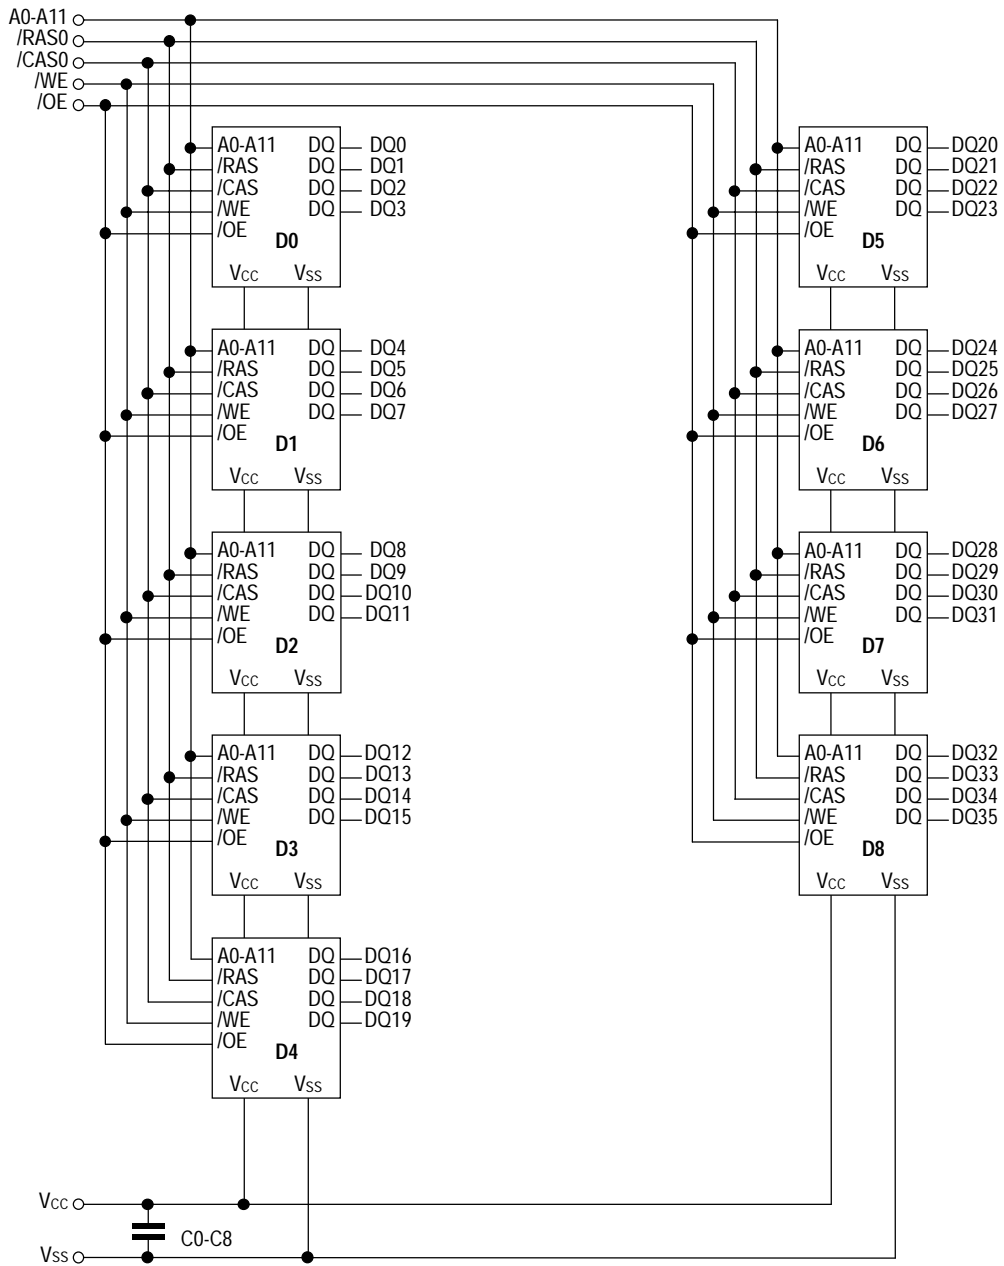 A0-A11
/RAS0
/CAS0
/WE
/OE
A0-A11 DQ DQ0
/RAS DQ DQ1
/CAS DQ DQ2
/WE DQ DQ3
/OE
D0
Vcc Vss
A0-A11 DQ DQ4
/RAS DQ DQ5
/CAS DQ DQ6
/WE DQ DQ7
/OE
D1
Vcc Vss
A0-A11 DQ DQ8
/RAS DQ DQ9
/CAS DQ DQ10
/WE DQ DQ11
/OE
D2
Vcc Vss
A0-A11 DQ DQ12
/RAS DQ DQ13
/CAS DQ DQ14
/WE DQ DQ15
/OE
D3
Vcc Vss
A0-A11 DQ DQ16
/RAS DQ DQ17
/CAS DQ DQ18
/WE DQ DQ19
/OE
D4
Vcc Vss
A0-A11 DQ DQ20
/RAS DQ DQ21
/CAS DQ DQ22
/WE DQ DQ23
/OE
D5
Vcc Vss
A0-A11 DQ DQ24
/RAS DQ DQ25
/CAS DQ DQ26
/WE DQ DQ27
/OE
D6
Vcc Vss
A0-A11 DQ DQ28
/RAS DQ DQ29
/CAS DQ DQ30
/WE DQ DQ31
/OE
D7
Vcc Vss
A0-A11 DQ DQ32
/RAS DQ DQ33
/CAS DQ DQ34
/WE DQ DQ35
/OE
D8
Vcc Vss
Vcc
C0-C8
Vss